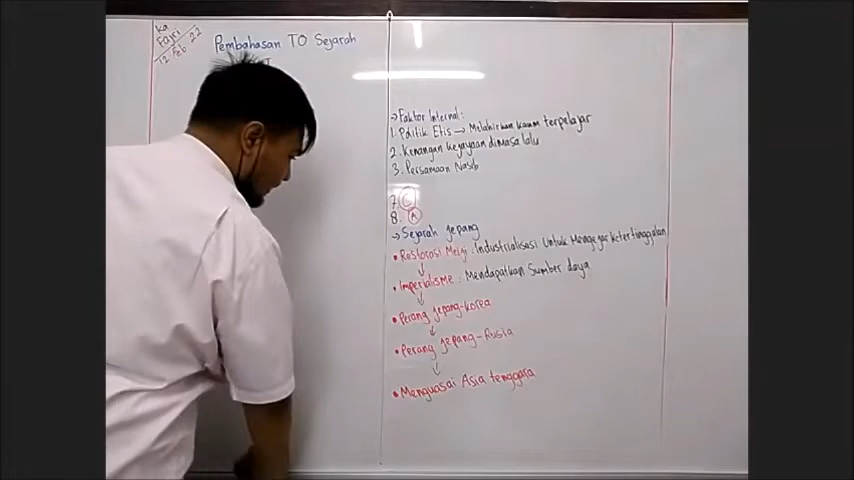 Ka
Fajri
12 Feb 22
Pembahasan TO Sejarah
→ Faktor Internal:
1. Politik Etis → Melahirkan kaum terpelajar
2. Kenangan kejayaan dimasa lalu
3. Persamaan Nasib
7. C
8. A
→ Sejarah Jepang
• Restorasi Meiji : Industrialisasi Untuk Mengejar ketertinggalan
↓
• Imperialisme : Mendapatkan Sumber daya
↓
• Perang Jepang-Korea
↓
• Perang Jepang-Rusia
↓
• Menguasai Asia tenggara